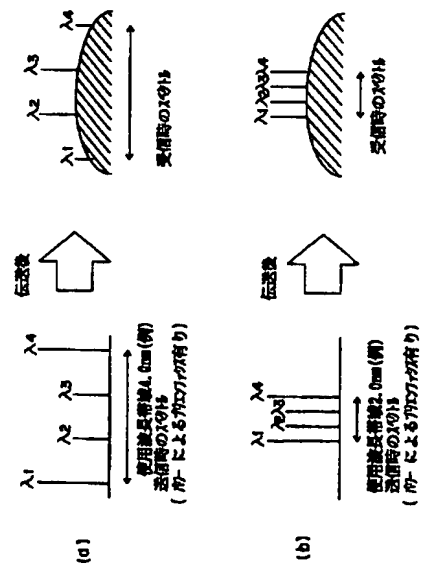 (a)
λ1
λ2
λ3
λ4
使用波長帯域4.0nm(例)
送信時のスペクトル
(パワーによるプリエンファシス有り)
伝送後
λ1
λ2
λ3
λ4
受信時のスペクトル
(b)
λ1
λ2
λ3
λ4
使用波長帯域2.0nm(例)
送信時のスペクトル
(パワーによるプリエンファシス有り)
伝送後
λ1
λ2
λ3
λ4
受信時のスペクトル